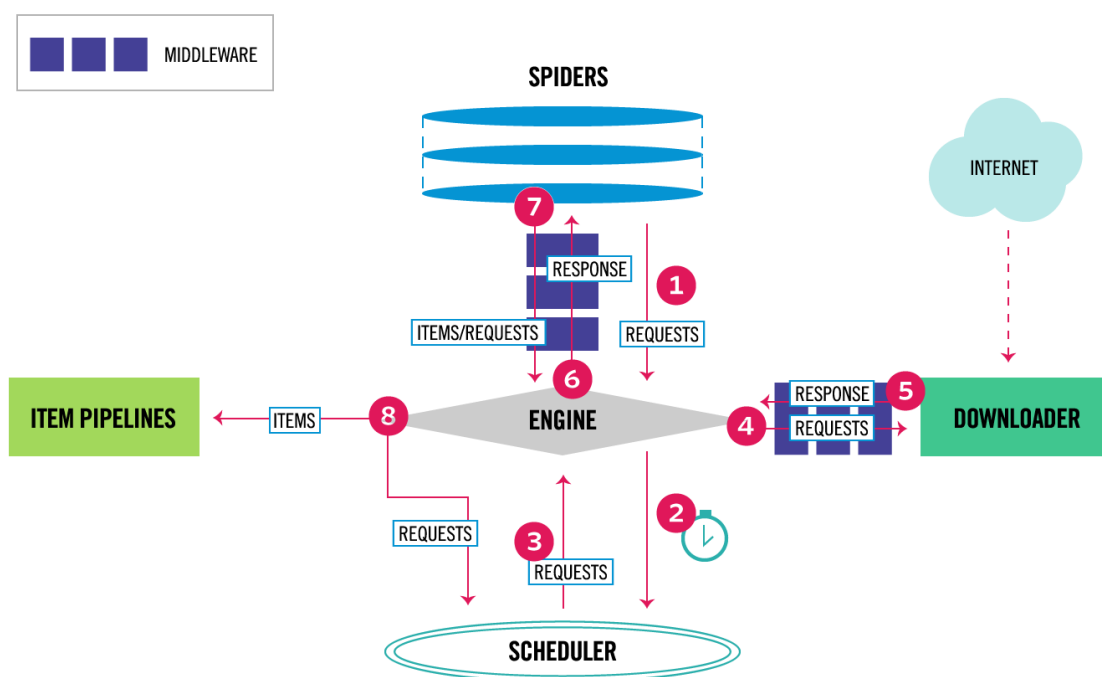 MIDDLEWARE
SPIDERS
INTERNET
7
RESPONSE
1
ITEMS/REQUESTS
REQUESTS
6
5
RESPONSE
ITEM PIPELINES
ITEMS
8
ENGINE
4
REQUESTS
DOWNLOADER
2
REQUESTS
3
REQUESTS
SCHEDULER